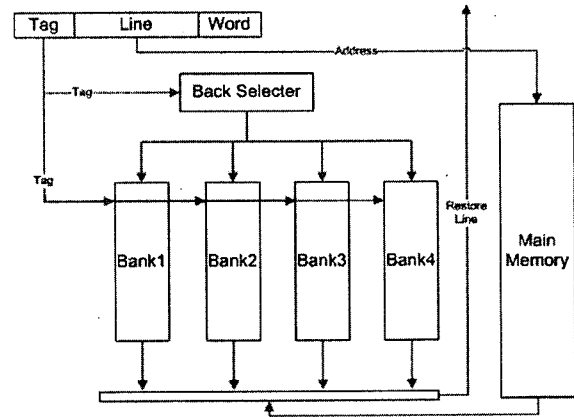 Tag Line Word
Address
Tag
Back Selecter
Tag
Restore
Line
Bank1 Bank2 Bank3 Bank4
Main
Memory